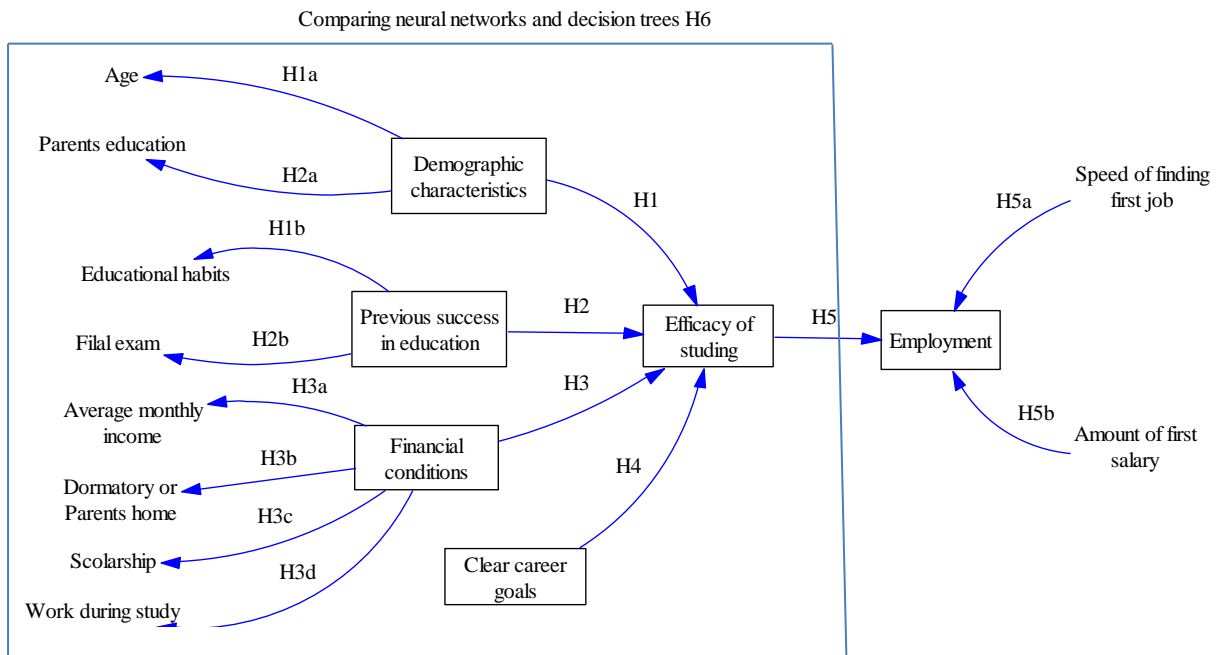 Comparing neural networks and decision trees H6
Age
H1a
Parents education
H2a
Demographic
characteristics
H1
H1b
Educational habits
Previous success
in education
H2
Filal exam
H2b
H3a
Average monthly
income
Financial
conditions
H3
H3b
Dormatory or
Parents home
H3c
Scolarship
H3d
Work during study
Clear career
goals
H4
Efficacy of
studing
H5
Employment
Speed of finding
first job
H5a
H5b
Amount of first
salary